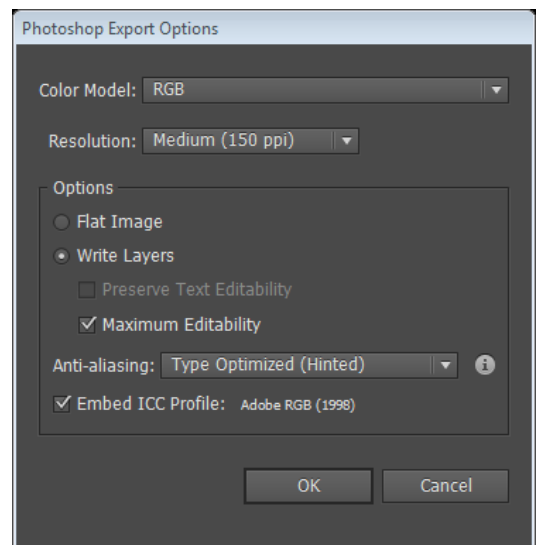 Photoshop Export Options
Color Model: RGB
Resolution: Medium (150 ppi)
Options
Flat Image
Write Layers
Preserve Text Editability
Maximum Editability
Anti-aliasing: Type Optimized (Hinted)
Embed ICC Profile: Adobe RGB (1998)
OK Cancel